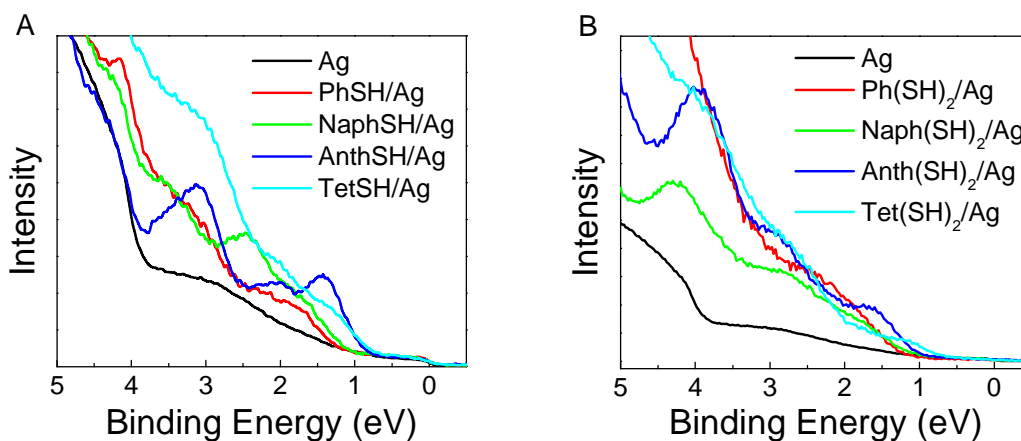 A
Ag
PhSH/Ag
NaphSH/Ag
AnthSH/Ag
TetSH/Ag
Intensity
5 4 3 2 1 0
Binding Energy (eV)
B
Ag
Ph(SH)₂/Ag
Naph(SH)₂/Ag
Anth(SH)₂/Ag
Tet(SH)₂/Ag
Intensity
5 4 3 2 1 0
Binding Energy (eV)